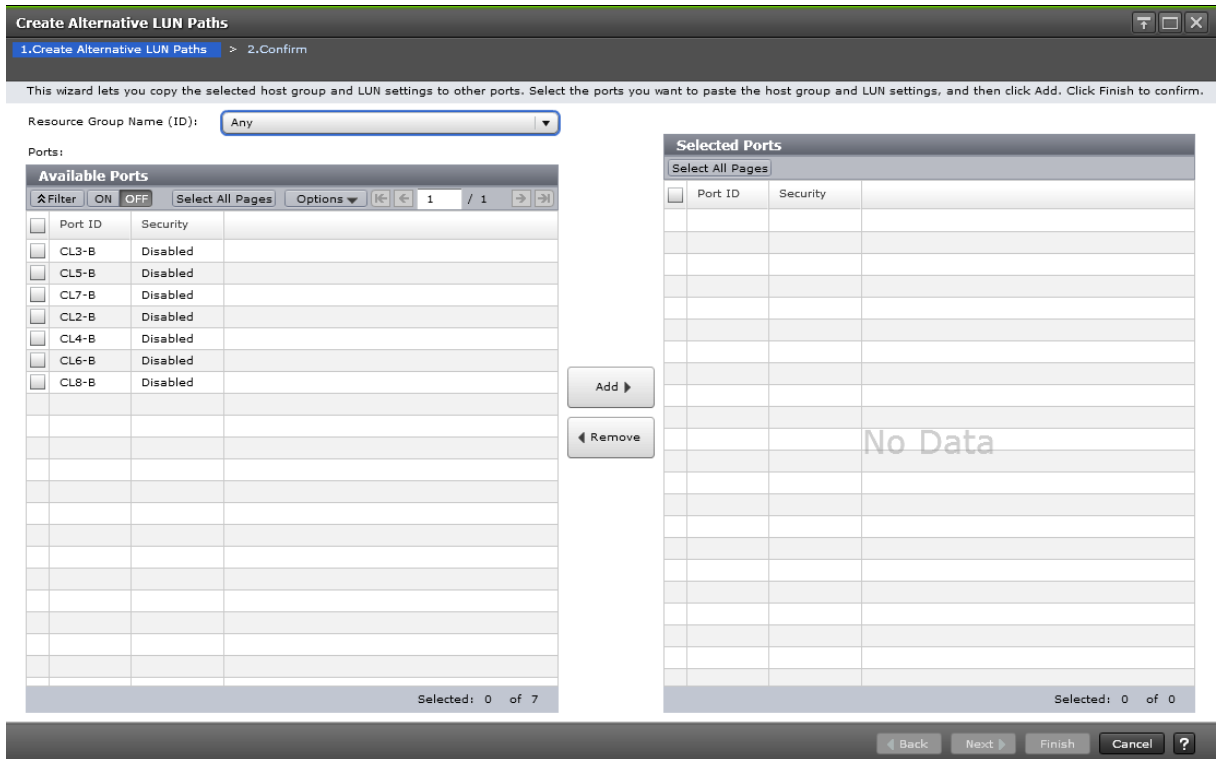 Create Alternative LUN Paths
1.Create Alternative LUN Paths > 2.Confirm
This wizard lets you copy the selected host group and LUN settings to other ports. Select the ports you want to paste the host group and LUN settings, and then click Add. Click Finish to confirm.
Resource Group Name (ID): Any
Ports:
Available Ports
Filter ON OFF Select All Pages Options 1 / 1
Port ID Security
CL3-B Disabled
CL5-B Disabled
CL7-B Disabled
CL2-B Disabled
CL4-B Disabled
CL6-B Disabled
CL8-B Disabled
Selected: 0 of 7
Add
Remove
Selected Ports
Select All Pages
Port ID Security
No Data
Selected: 0 of 0
Back Next Finish Cancel ?